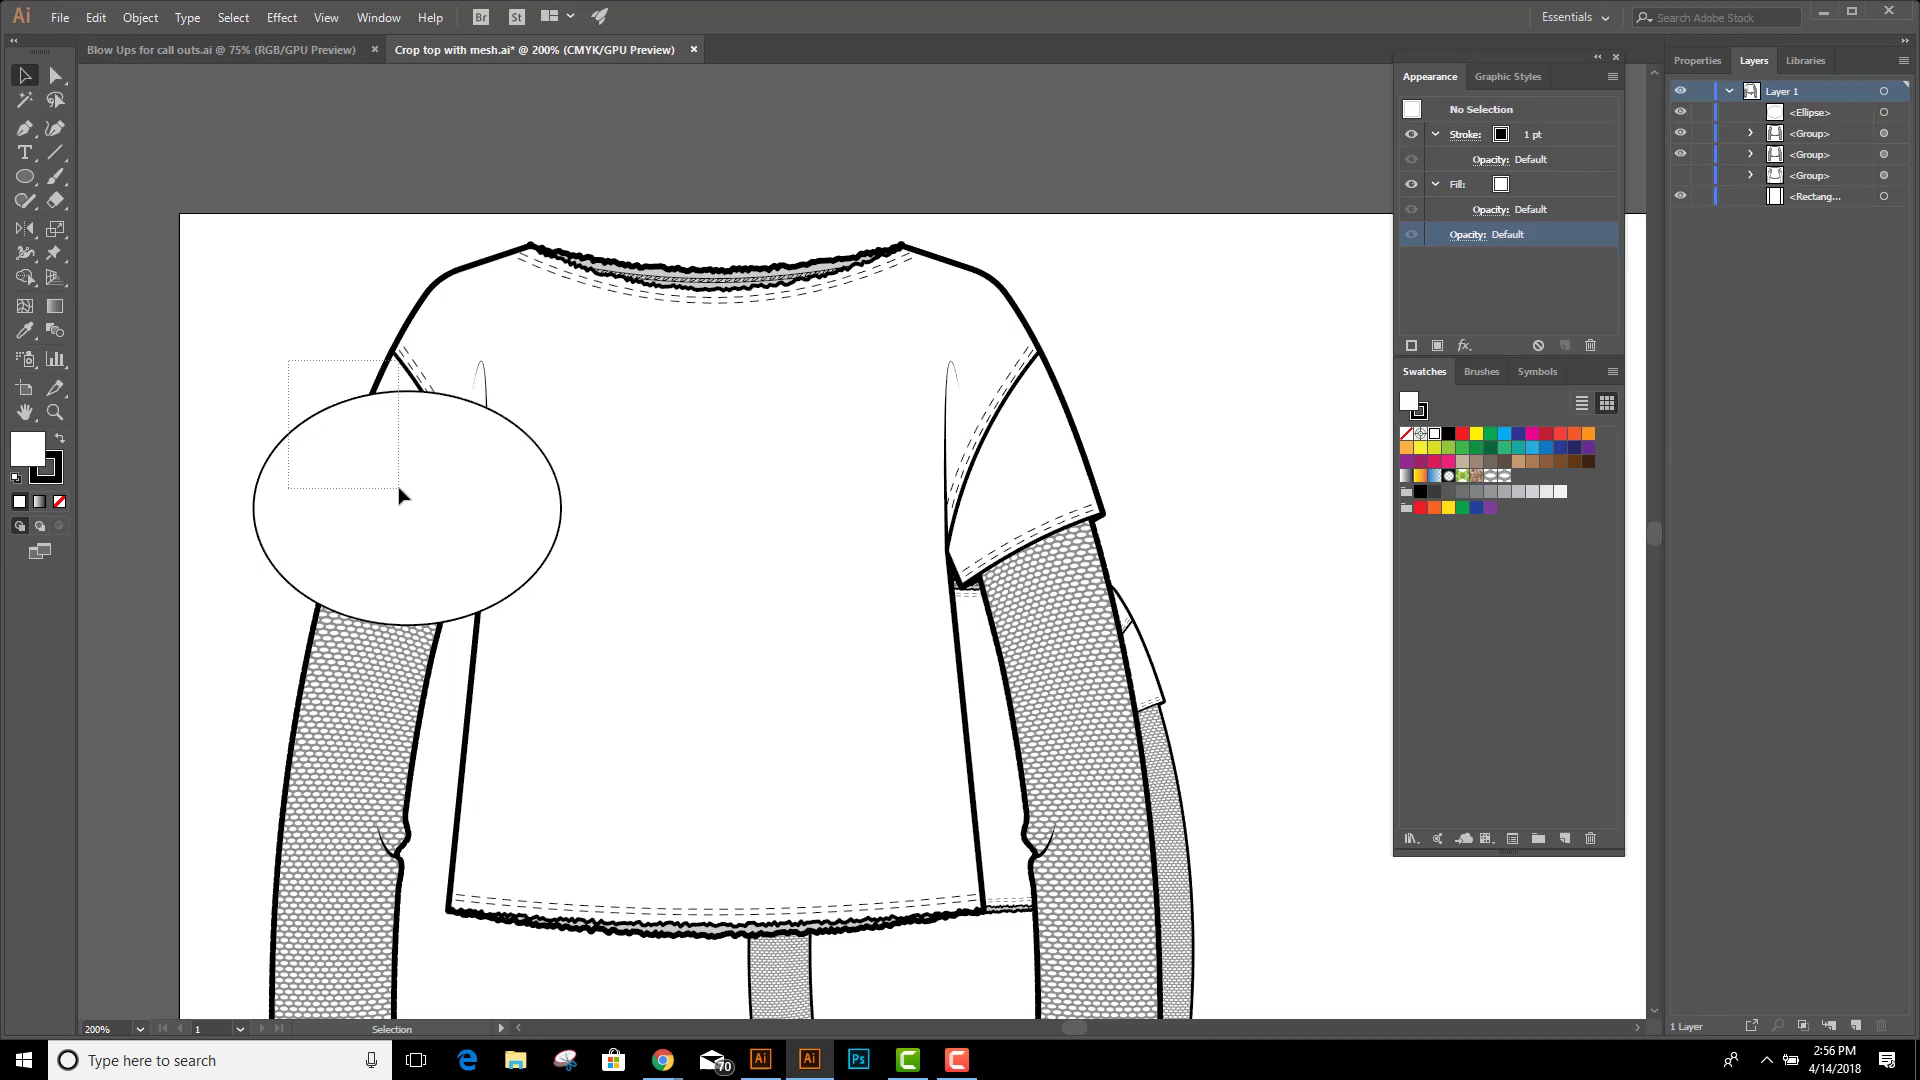 Ai File Edit Object Type Select Effect View Window Help Br St Essentials Search Adobe Stock
Blow Ups for call outs.ai @ 75% (RGB/GPU Preview) × Crop top with mesh.ai* @ 200% (CMYK/GPU Preview) ×
Properties Layers Libraries
Appearance Graphic Styles
Layer 1
No Selection
<Ellipse>
Stroke: 1 pt
<Group>
Opacity: Default
<Group>
Fill:
<Group>
Opacity: Default
<Rectang...
Opacity: Default
fx
Swatches Brushes Symbols
200% 1 Selection
1 Layer
Type here to search
70
Ai Ai Ps
2:56 PM
4/14/2018